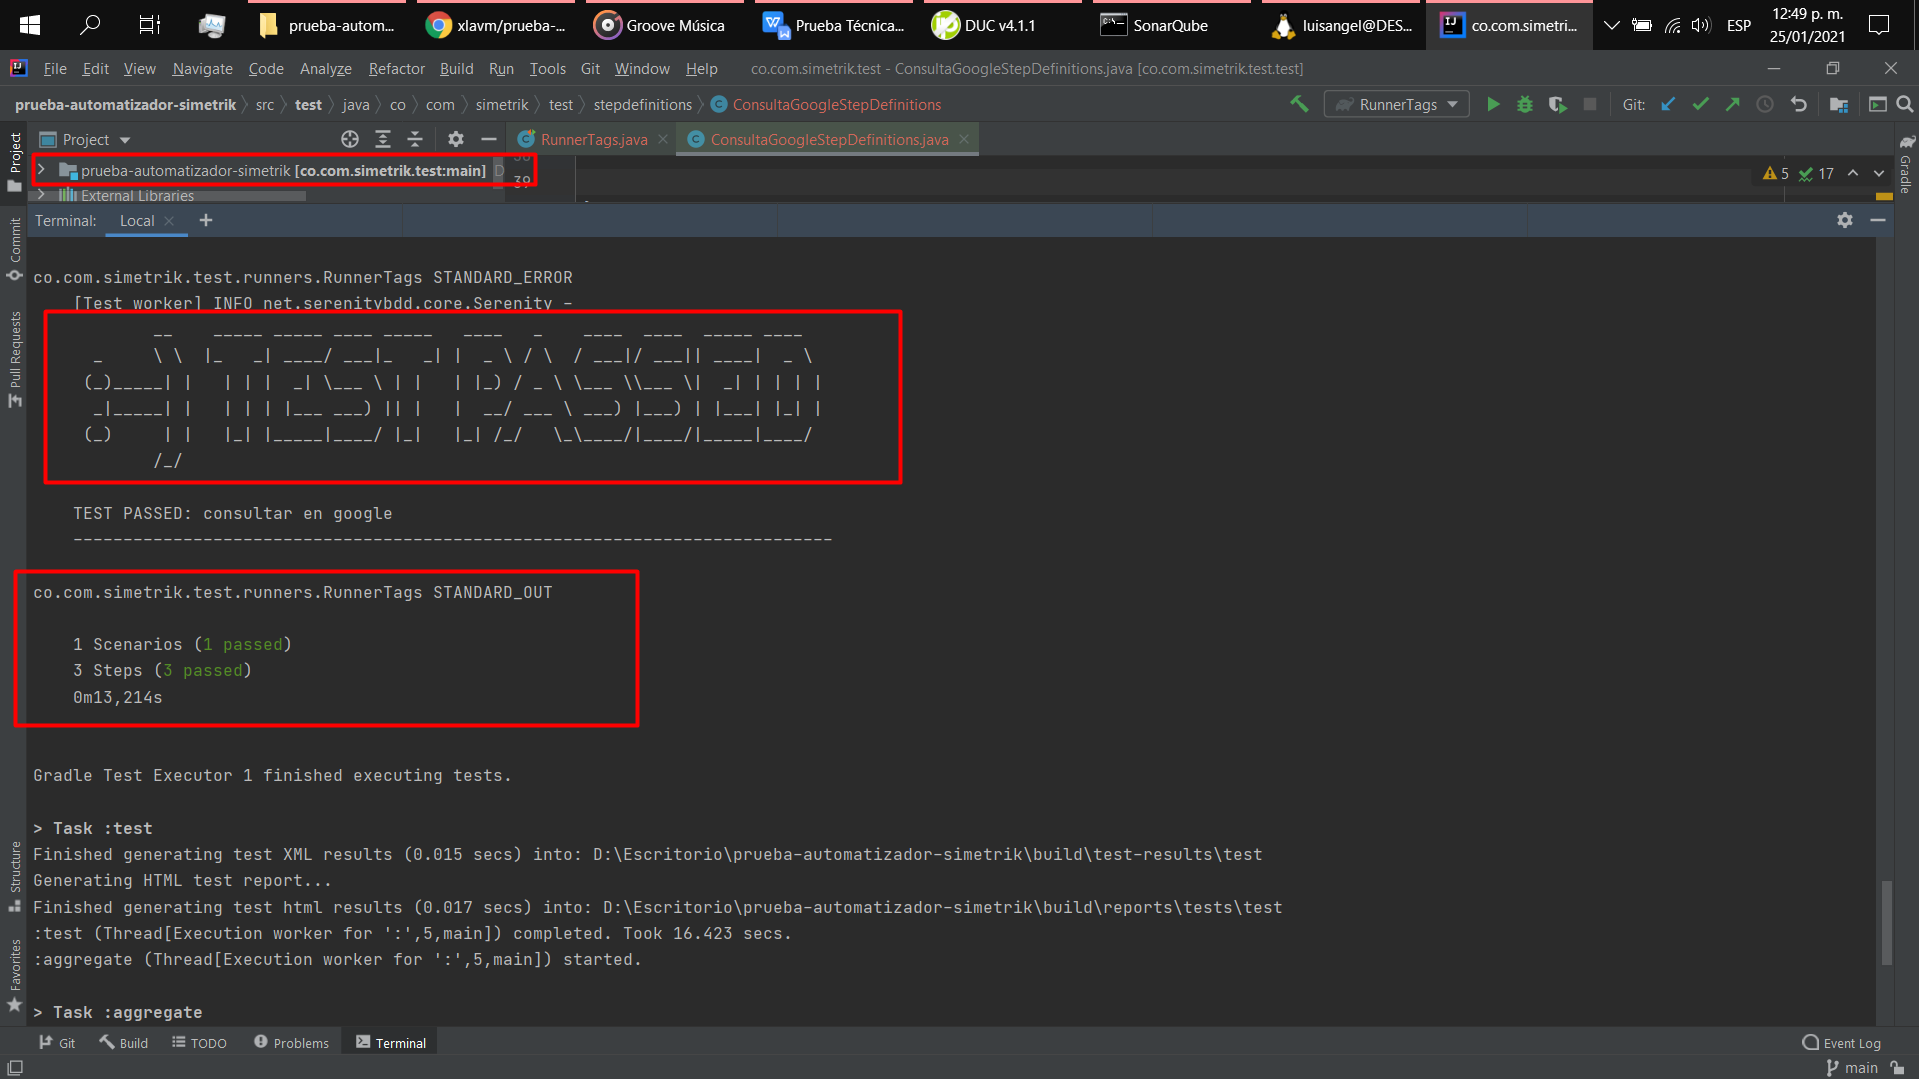 prueba-autom...
xlavm/prueba-...
Groove Música
Prueba Técnica...
DUC v4.1.1
SonarQube
luisangel@DES...
co.com.simetri...
ESP
12:49 p. m.
25/01/2021
File Edit View Navigate Code Analyze Refactor Build Run Tools Git Window Help
co.com.simetrik.test - ConsultaGoogleStepDefinitions.java [co.com.simetrik.test.test]
prueba-automatizador-simetrik src test java co com simetrik test stepdefinitions ConsultaGoogleStepDefinitions
RunnerTags
Git:
Project
Project
RunnerTags.java
ConsultaGoogleStepDefinitions.java
prueba-automatizador-simetrik [co.com.simetrik.test:main] D
External Libraries
38
39
5 17
Gradle
Commit
Pull Requests
Structure
Favorites
Terminal: Local
co.com.simetrik.test.runners.RunnerTags STANDARD_ERROR
[Test worker] INFO net.serenitybdd.core.Serenity -
:-) TEST PASSED
TEST PASSED: consultar en google
----------------------------------------------------------------------------
co.com.simetrik.test.runners.RunnerTags STANDARD_OUT
1 Scenarios (1 passed)
3 Steps (3 passed)
0m13,214s
Gradle Test Executor 1 finished executing tests.
> Task :test
Finished generating test XML results (0.015 secs) into: D:\Escritorio\prueba-automatizador-simetrik\build\test-results\test
Generating HTML test report...
Finished generating test html results (0.017 secs) into: D:\Escritorio\prueba-automatizador-simetrik\build\reports\tests\test
:test (Thread[Execution worker for ':',5,main]) completed. Took 16.423 secs.
:aggregate (Thread[Execution worker for ':',5,main]) started.
> Task :aggregate
Git Build TODO Problems Terminal
Event Log
main